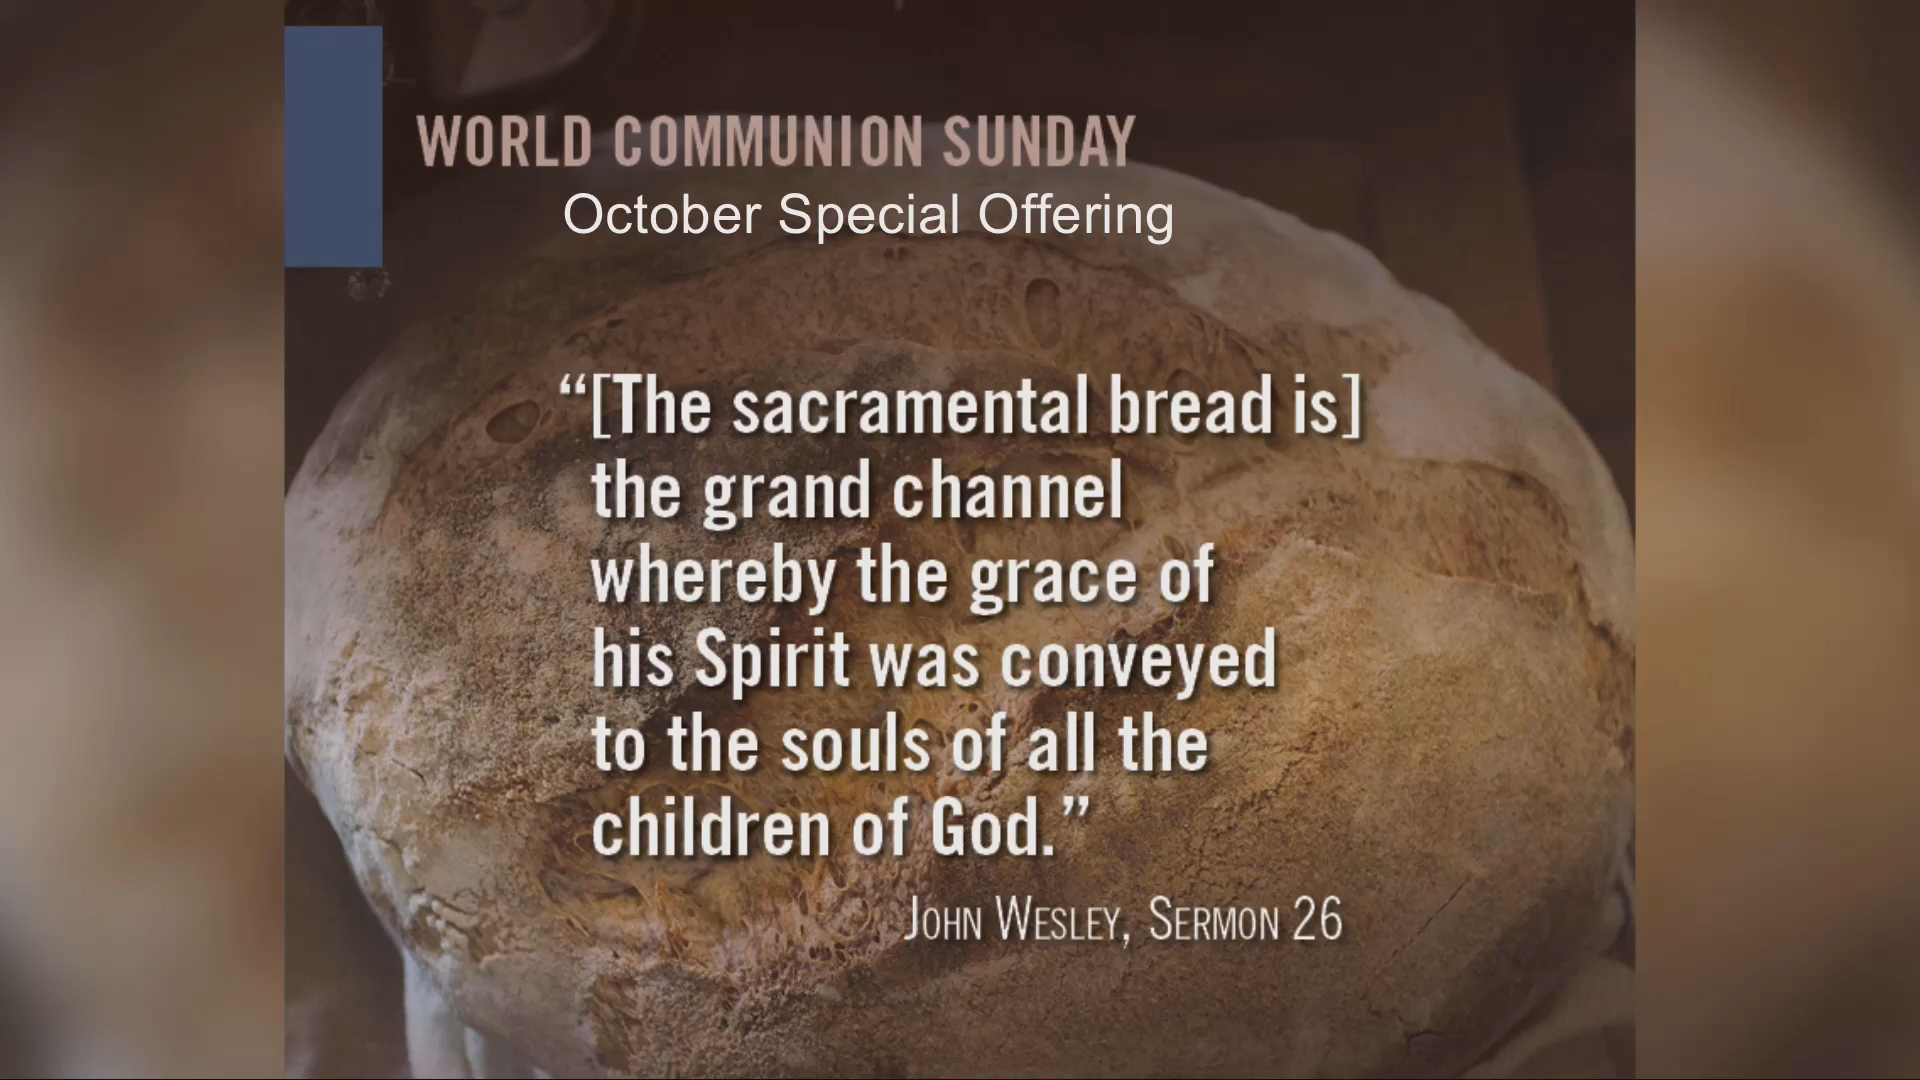 WORLD COMMUNION SUNDAY
October Special Offering
“[The sacramental bread is]
the grand channel
whereby the grace of
his Spirit was conveyed
to the souls of all the
children of God.”
JOHN WESLEY, SERMON 26